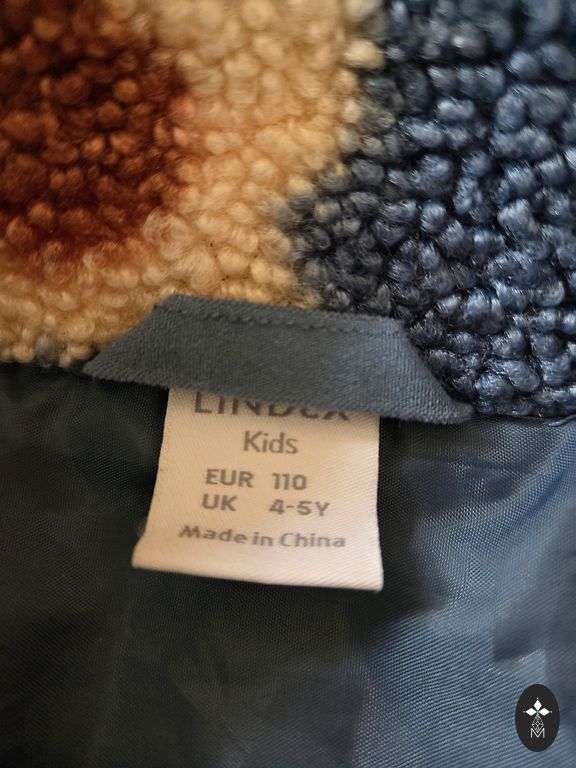 LINDEX
Kids
EUR 110
UK 4-5Y
Made in China
M